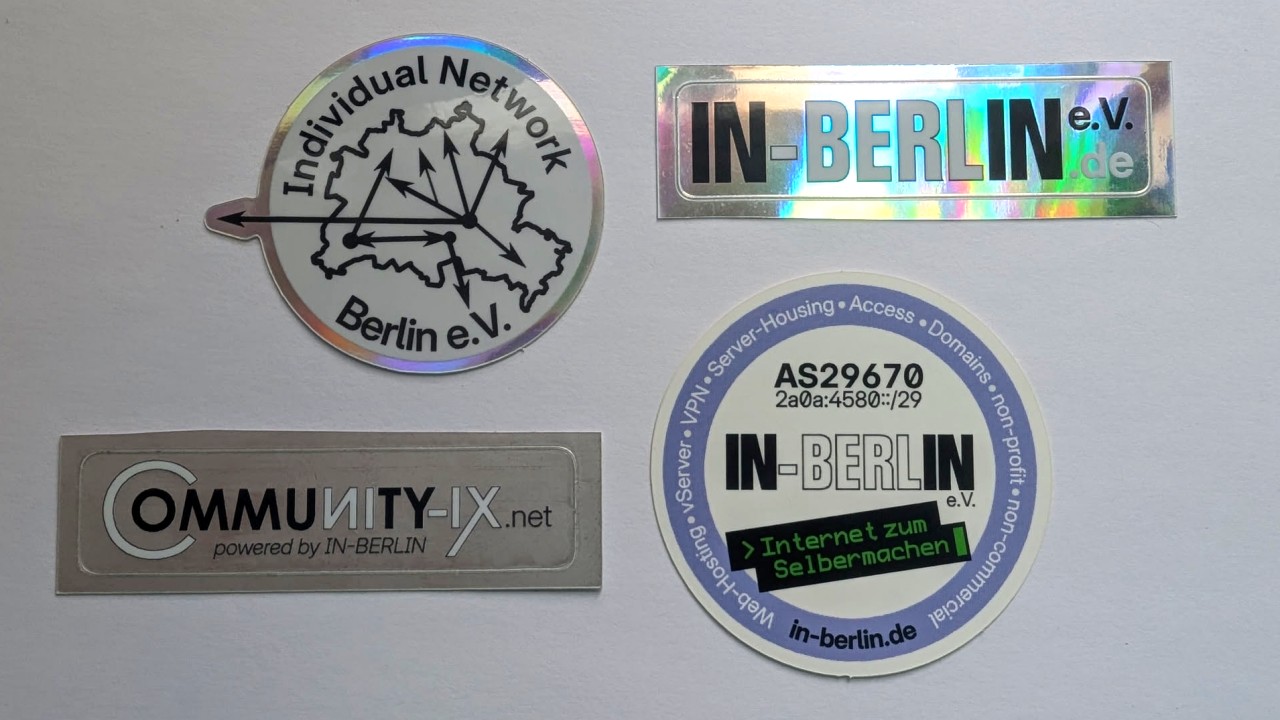 Individual Network
Berlin e.V.
IN-BERLIN e.V.
.de
COMMUNITY-IX.net
powered by IN-BERLIN
Web-Hosting • vServer • VPN • Server-Housing • Access • Domains • non-profit • non-commercial
AS29670
2a0a:4580::/29
IN-BERLIN
e.V.
> Internet zum
Selbermachen
in-berlin.de